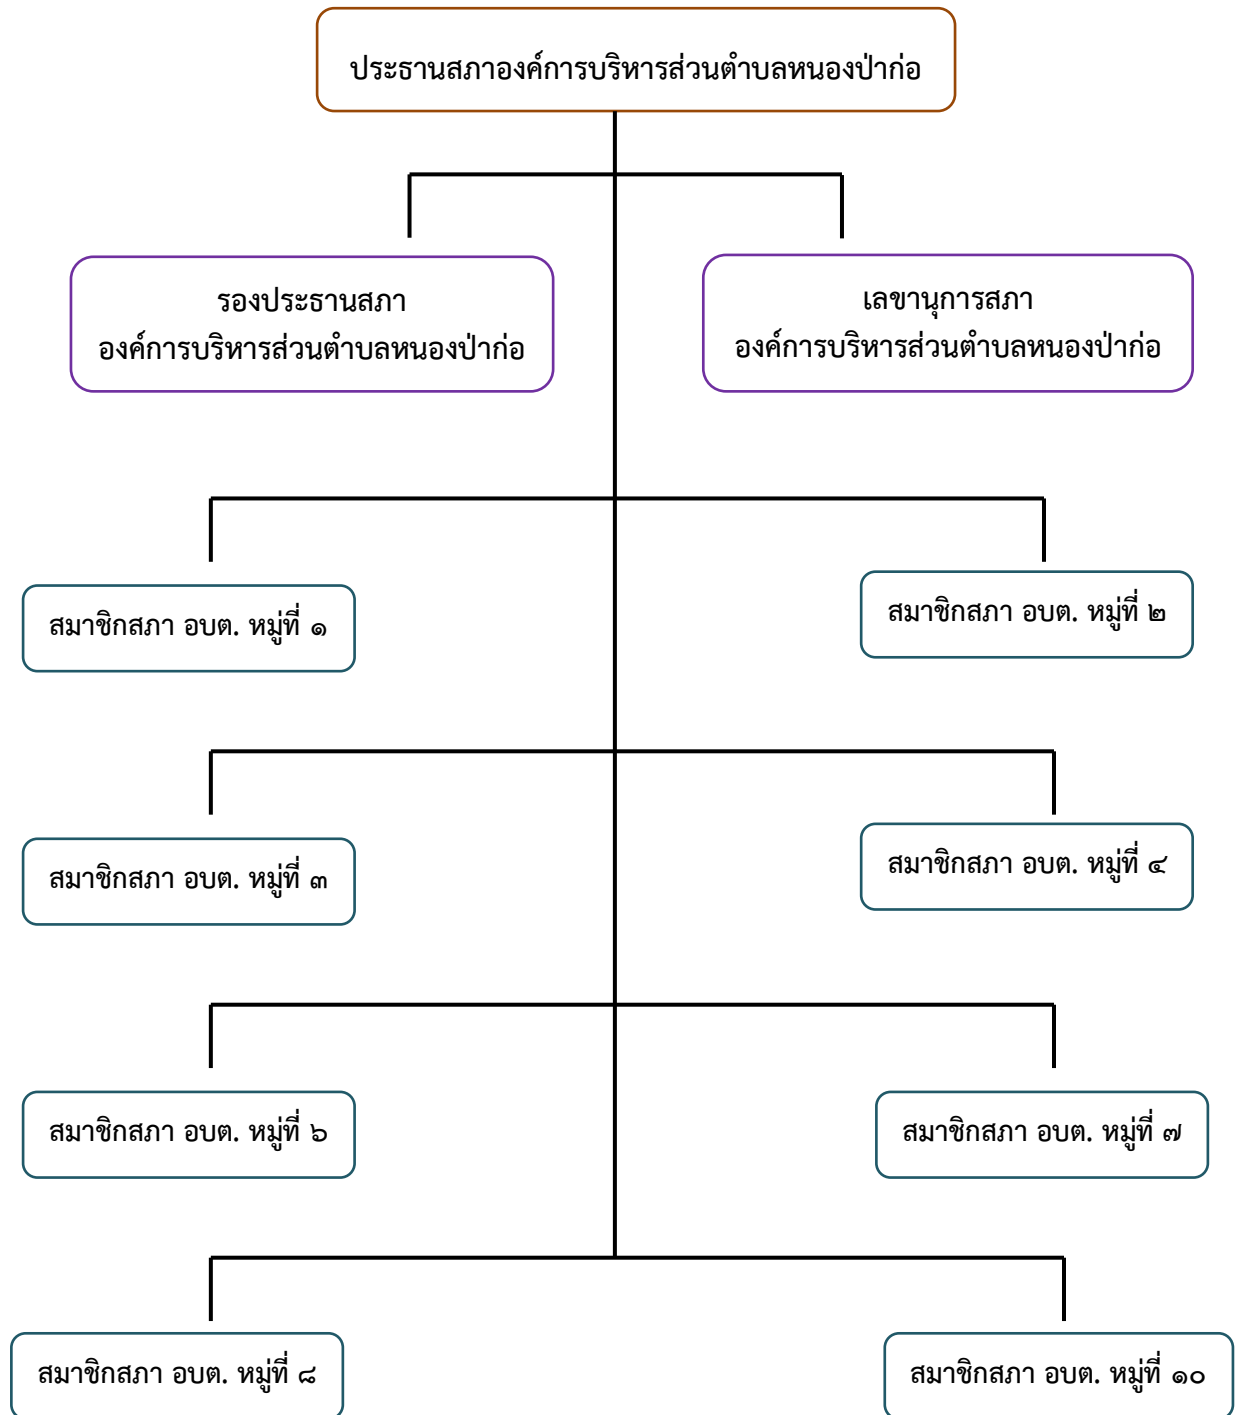 ประธานสภาองค์การบริหารส่วนตำบลหนองป่าก่อ
รองประธานสภา
องค์การบริหารส่วนตำบลหนองป่าก่อ
เลขานุการสภา
องค์การบริหารส่วนตำบลหนองป่าก่อ
สมาชิกสภา อบต. หมู่ที่ ๑
สมาชิกสภา อบต. หมู่ที่ ๒
สมาชิกสภา อบต. หมู่ที่ ๓
สมาชิกสภา อบต. หมู่ที่ ๔
สมาชิกสภา อบต. หมู่ที่ ๖
สมาชิกสภา อบต. หมู่ที่ ๗
สมาชิกสภา อบต. หมู่ที่ ๘
สมาชิกสภา อบต. หมู่ที่ ๑๐